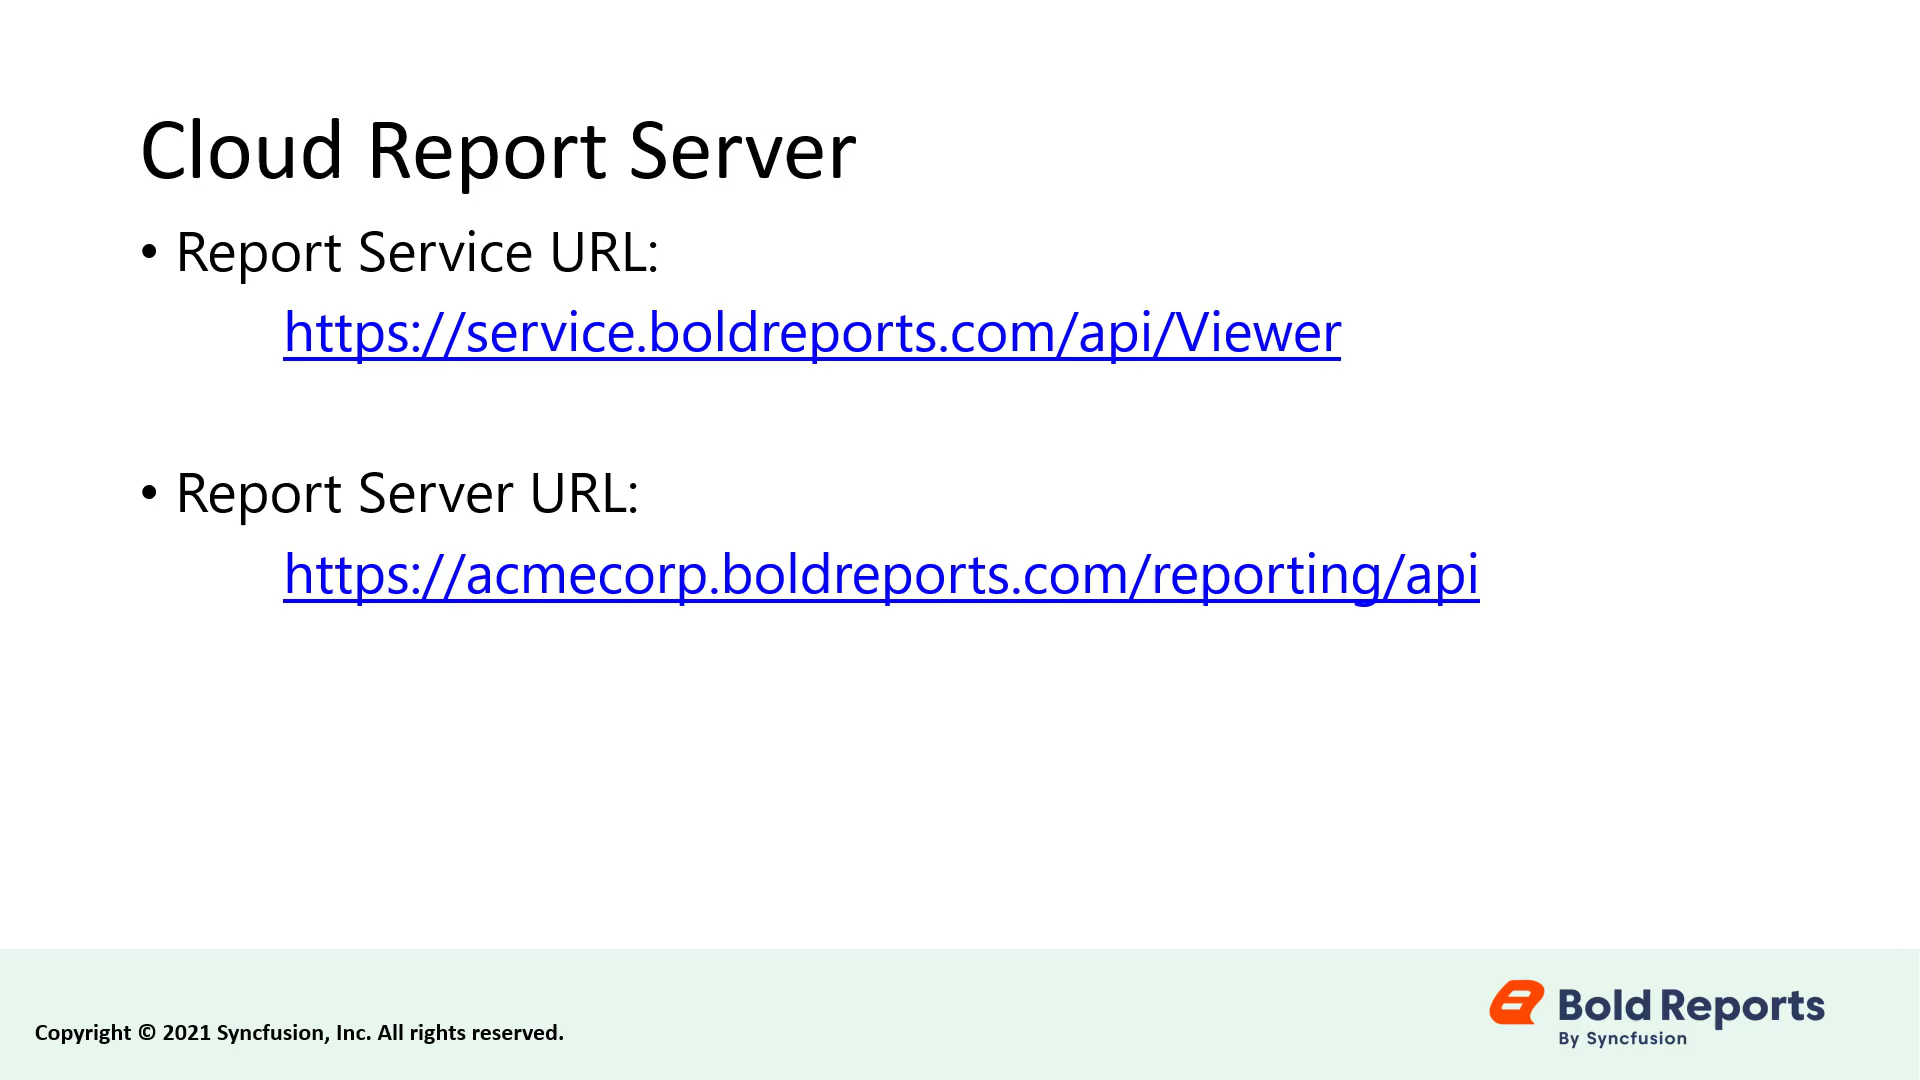 Cloud Report Server
• Report Service URL:
https://service.boldreports.com/api/Viewer
• Report Server URL:
https://acmecorp.boldreports.com/reporting/api
Copyright © 2021 Syncfusion, Inc. All rights reserved.
Bold Reports
By Syncfusion